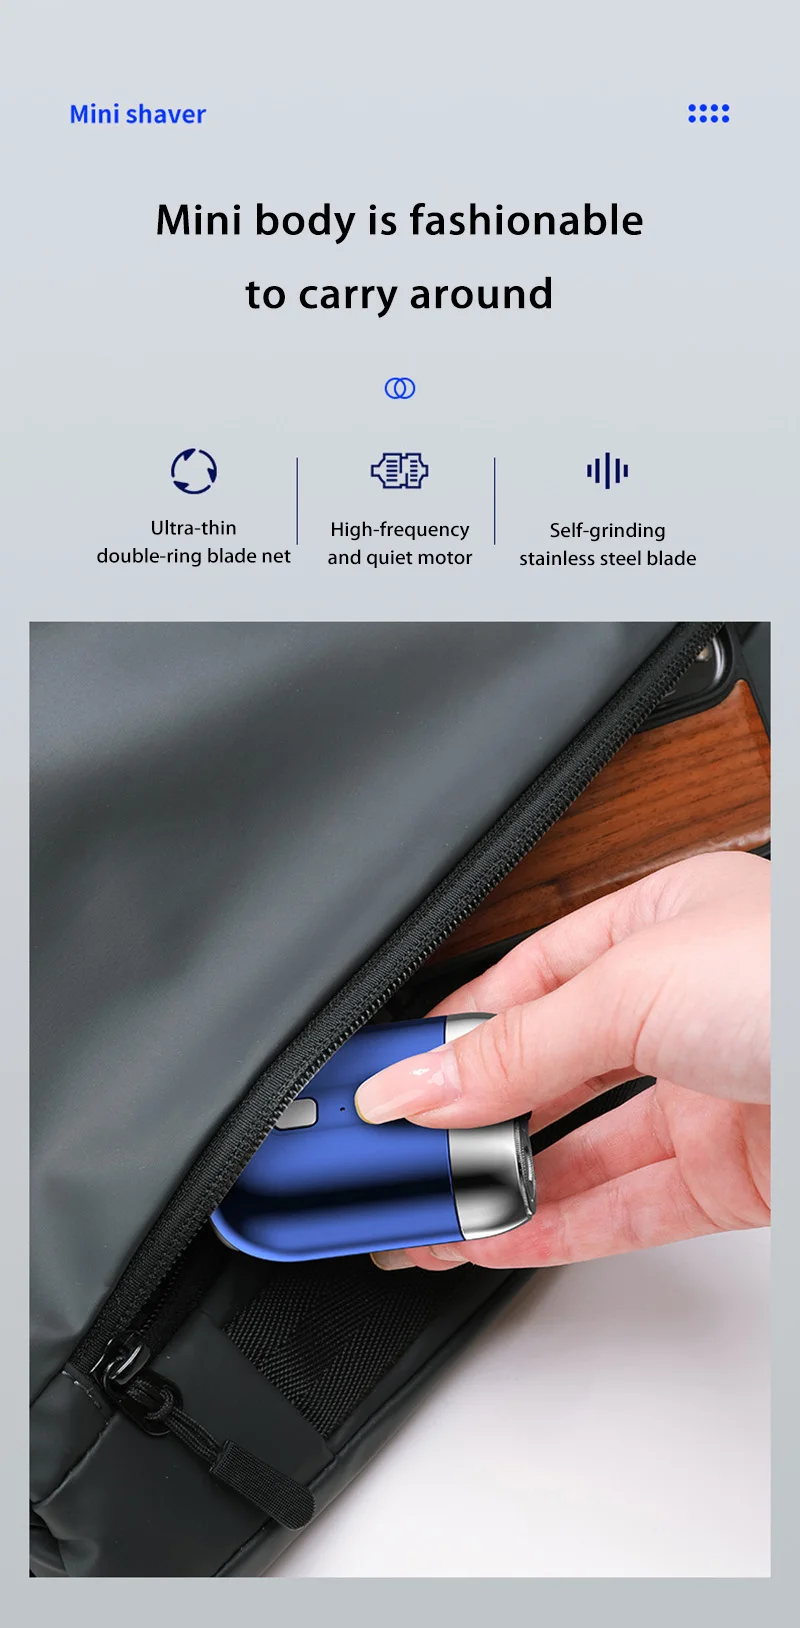 Mini shaver
Mini body is fashionable
to carry around
Ultra-thin
double-ring blade net
High-frequency
and quiet motor
Self-grinding
stainless steel blade